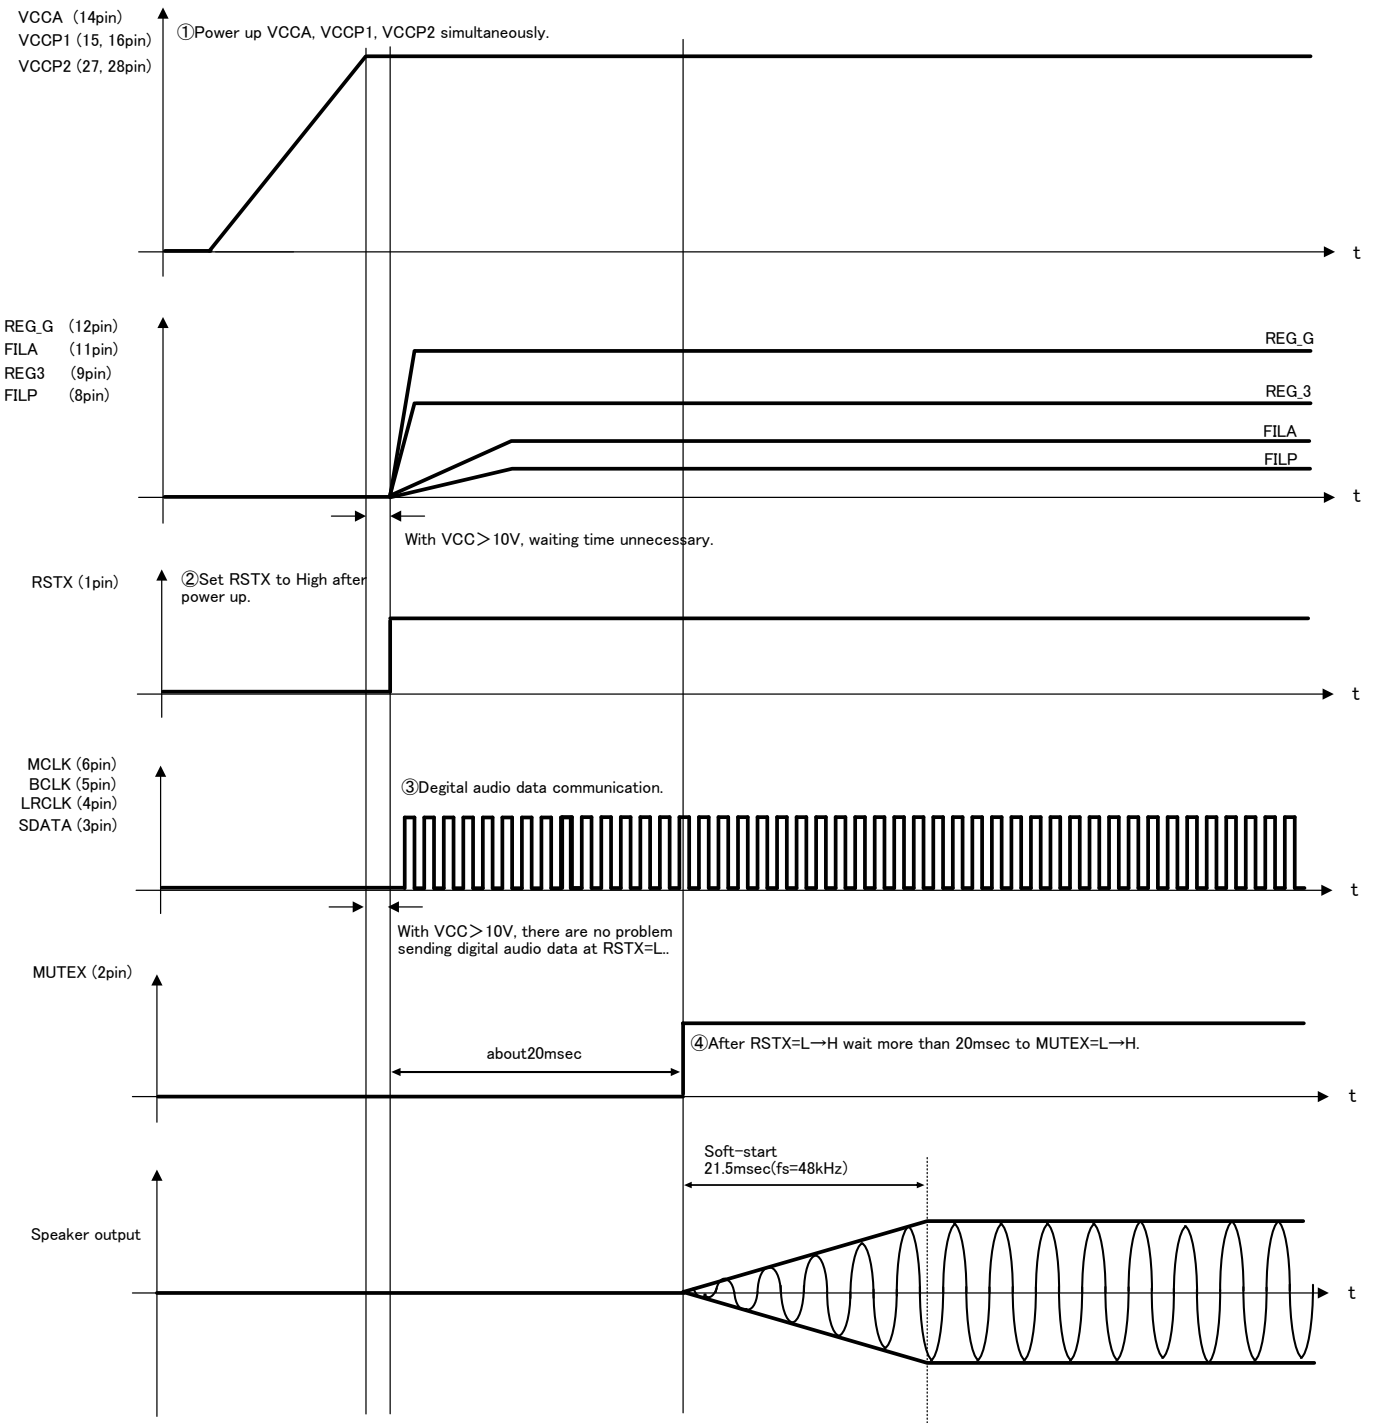 VCCA (14pin)
VCCP1 (15, 16pin)
VCCP2 (27, 28pin)
①Power up VCCA, VCCP1, VCCP2 simultaneously.
t
REG_G (12pin)
FILA (11pin)
REG3 (9pin)
FILP (8pin)
REG_G
REG_3
FILA
FILP
t
With VCC＞10V, waiting time unnecessary.
RSTX (1pin)
②Set RSTX to High after
power up.
t
MCLK (6pin)
BCLK (5pin)
LRCLK (4pin)
SDATA (3pin)
③Degital audio data communication.
t
With VCC＞10V, there are no problem
sending digital audio data at RSTX=L..
MUTEX (2pin)
about20msec
④After RSTX=L→H wait more than 20msec to MUTEX=L→H.
t
Soft-start
21.5msec(fs=48kHz)
Speaker output
t